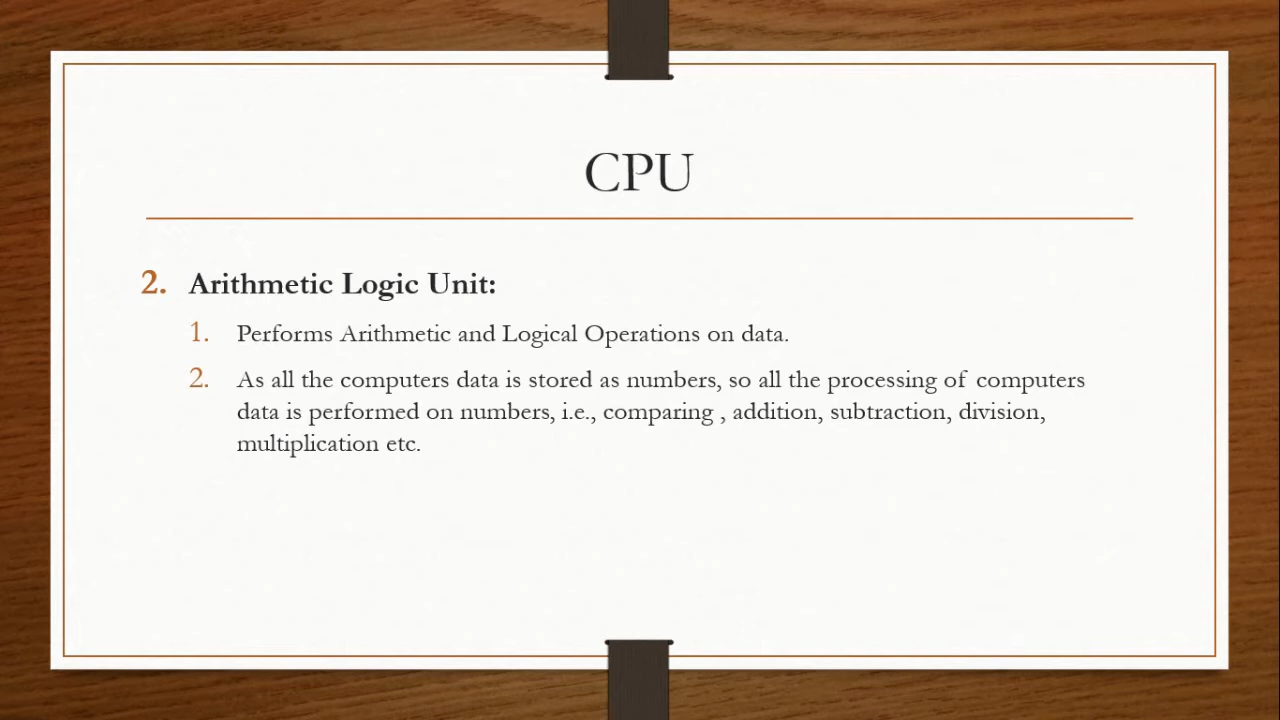 CPU
2. Arithmetic Logic Unit:
1. Performs Arithmetic and Logical Operations on data.
2. As all the computers data is stored as numbers, so all the processing of computers
data is performed on numbers, i.e., comparing , addition, subtraction, division,
multiplication etc.